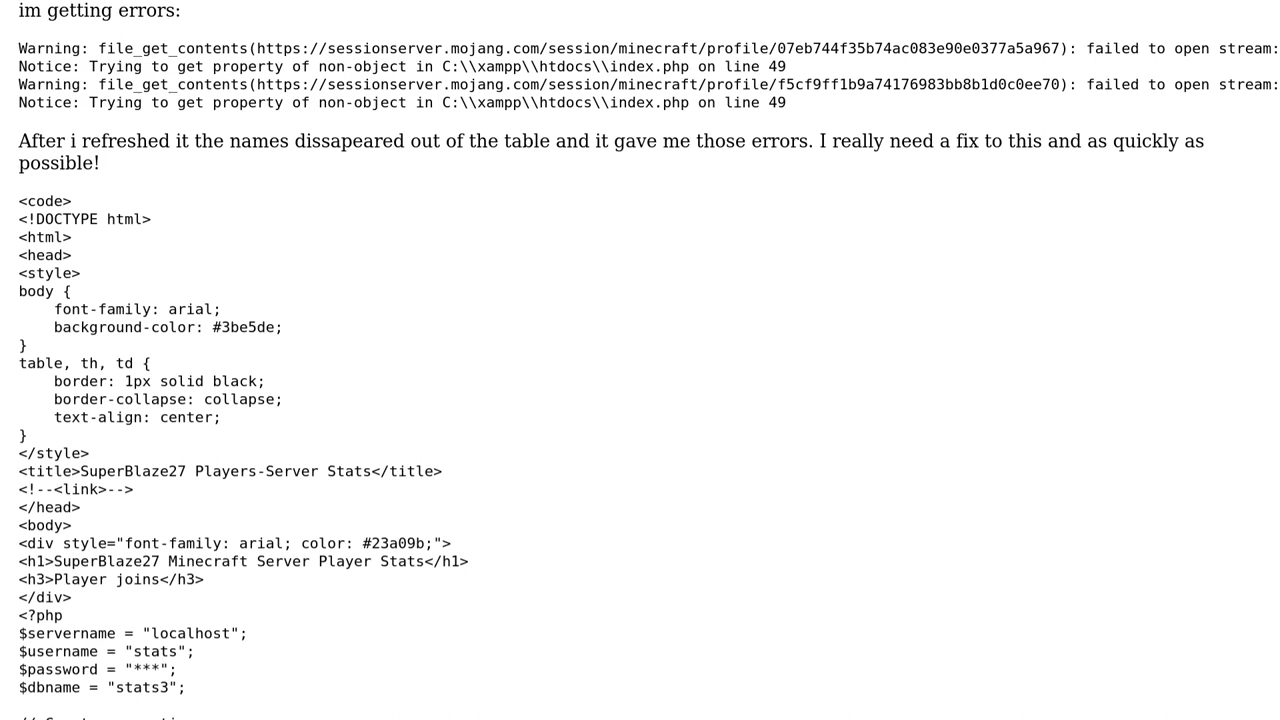 im getting errors:
Warning: file_get_contents(https://sessionserver.mojang.com/session/minecraft/profile/07eb744f35b74ac083e90e0377a5a967): failed to open stream:
Notice: Trying to get property of non-object in C:\\xampp\\htdocs\\index.php on line 49
Warning: file_get_contents(https://sessionserver.mojang.com/session/minecraft/profile/f5cf9ff1b9a74176983bb8b1d0c0ee70): failed to open stream:
Notice: Trying to get property of non-object in C:\\xampp\\htdocs\\index.php on line 49
After i refreshed it the names dissapeared out of the table and it gave me those errors. I really need a fix to this and as quickly as
possible!
<code>
<!DOCTYPE html>
<html>
<head>
<style>
body {
    font-family: arial;
    background-color: #3be5de;
}
table, th, td {
    border: 1px solid black;
    border-collapse: collapse;
    text-align: center;
}
</style>
<title>SuperBlaze27 Players-Server Stats</title>
<!--<link>-->
</head>
<body>
<div style="font-family: arial; color: #23a09b;">
<h1>SuperBlaze27 Minecraft Server Player Stats</h1>
<h3>Player joins</h3>
</div>
<?php
$servername = "localhost";
$username = "stats";
$password = "***";
$dbname = "stats3";